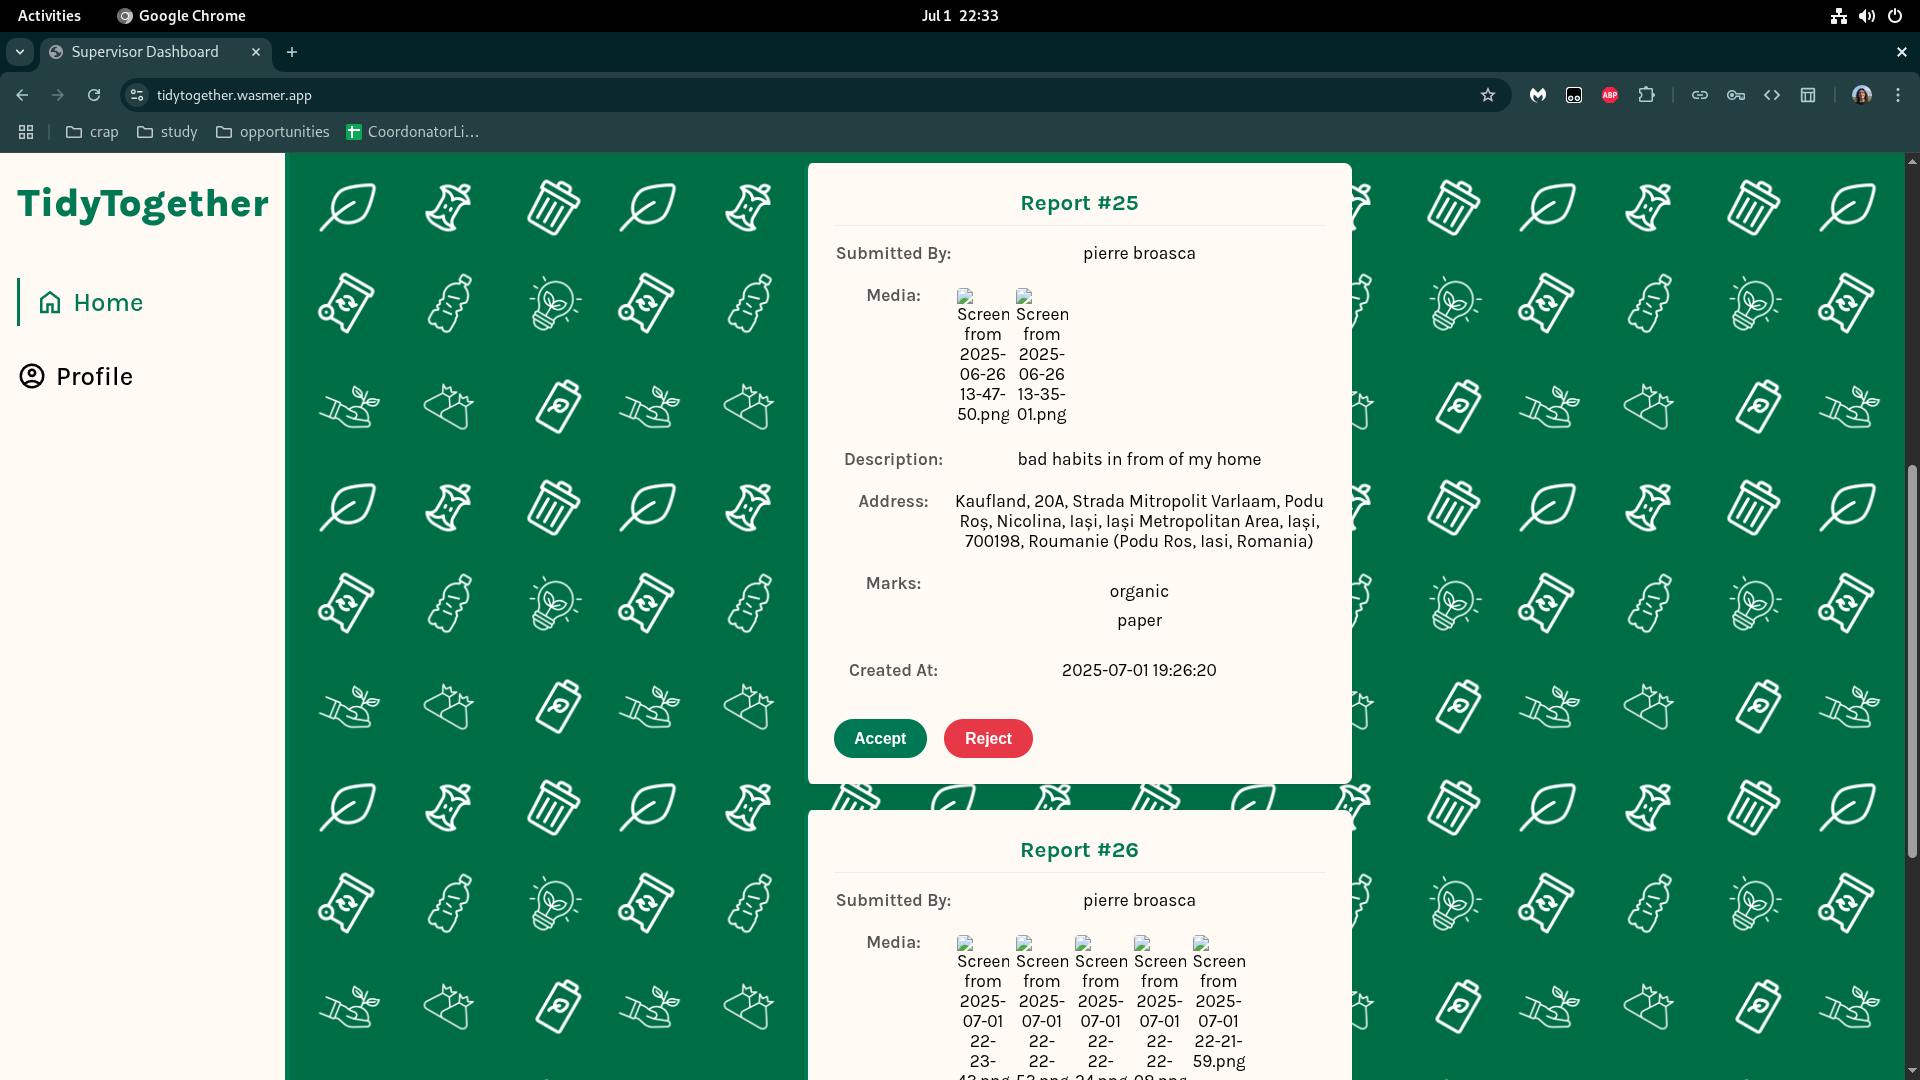 Activities
Google Chrome
Jul 1 22:33
Supervisor Dashboard
tidytogether.wasmer.app
ABP
crap
study
opportunities
CoordonatorLi...
TidyTogether
Home
Profile
Report #25
Submitted By:
pierre broasca
Media:
Screen from 2025-06-26 13-47-50.png
Screen from 2025-06-26 13-35-01.png
Description:
bad habits in from of my home
Address:
Kaufland, 20A, Strada Mitropolit Varlaam, Podu
Roș, Nicolina, Iași, Iași Metropolitan Area, Iași,
700198, Roumanie (Podu Ros, Iasi, Romania)
Marks:
organic
paper
Created At:
2025-07-01 19:26:20
Accept
Reject
Report #26
Submitted By:
pierre broasca
Media:
Screen from 2025-07-01 22-23-
Screen from 2025-07-01 22-22-
Screen from 2025-07-01 22-22-
Screen from 2025-07-01 22-22-
Screen from 2025-07-01 22-21-59.png